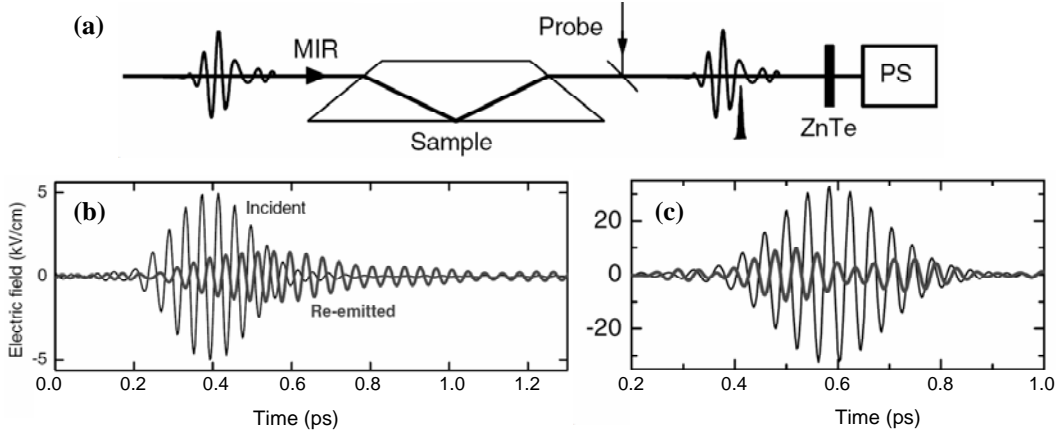 (a)
MIR
Probe
PS
Sample
ZnTe
(b)
Incident
Re-emitted
Electric field (kV/cm)
5
0
-5
0.0 0.2 0.4 0.6 0.8 1.0 1.2
Time (ps)
(c)
20
0
-20
0.2 0.4 0.6 0.8 1.0
Time (ps)